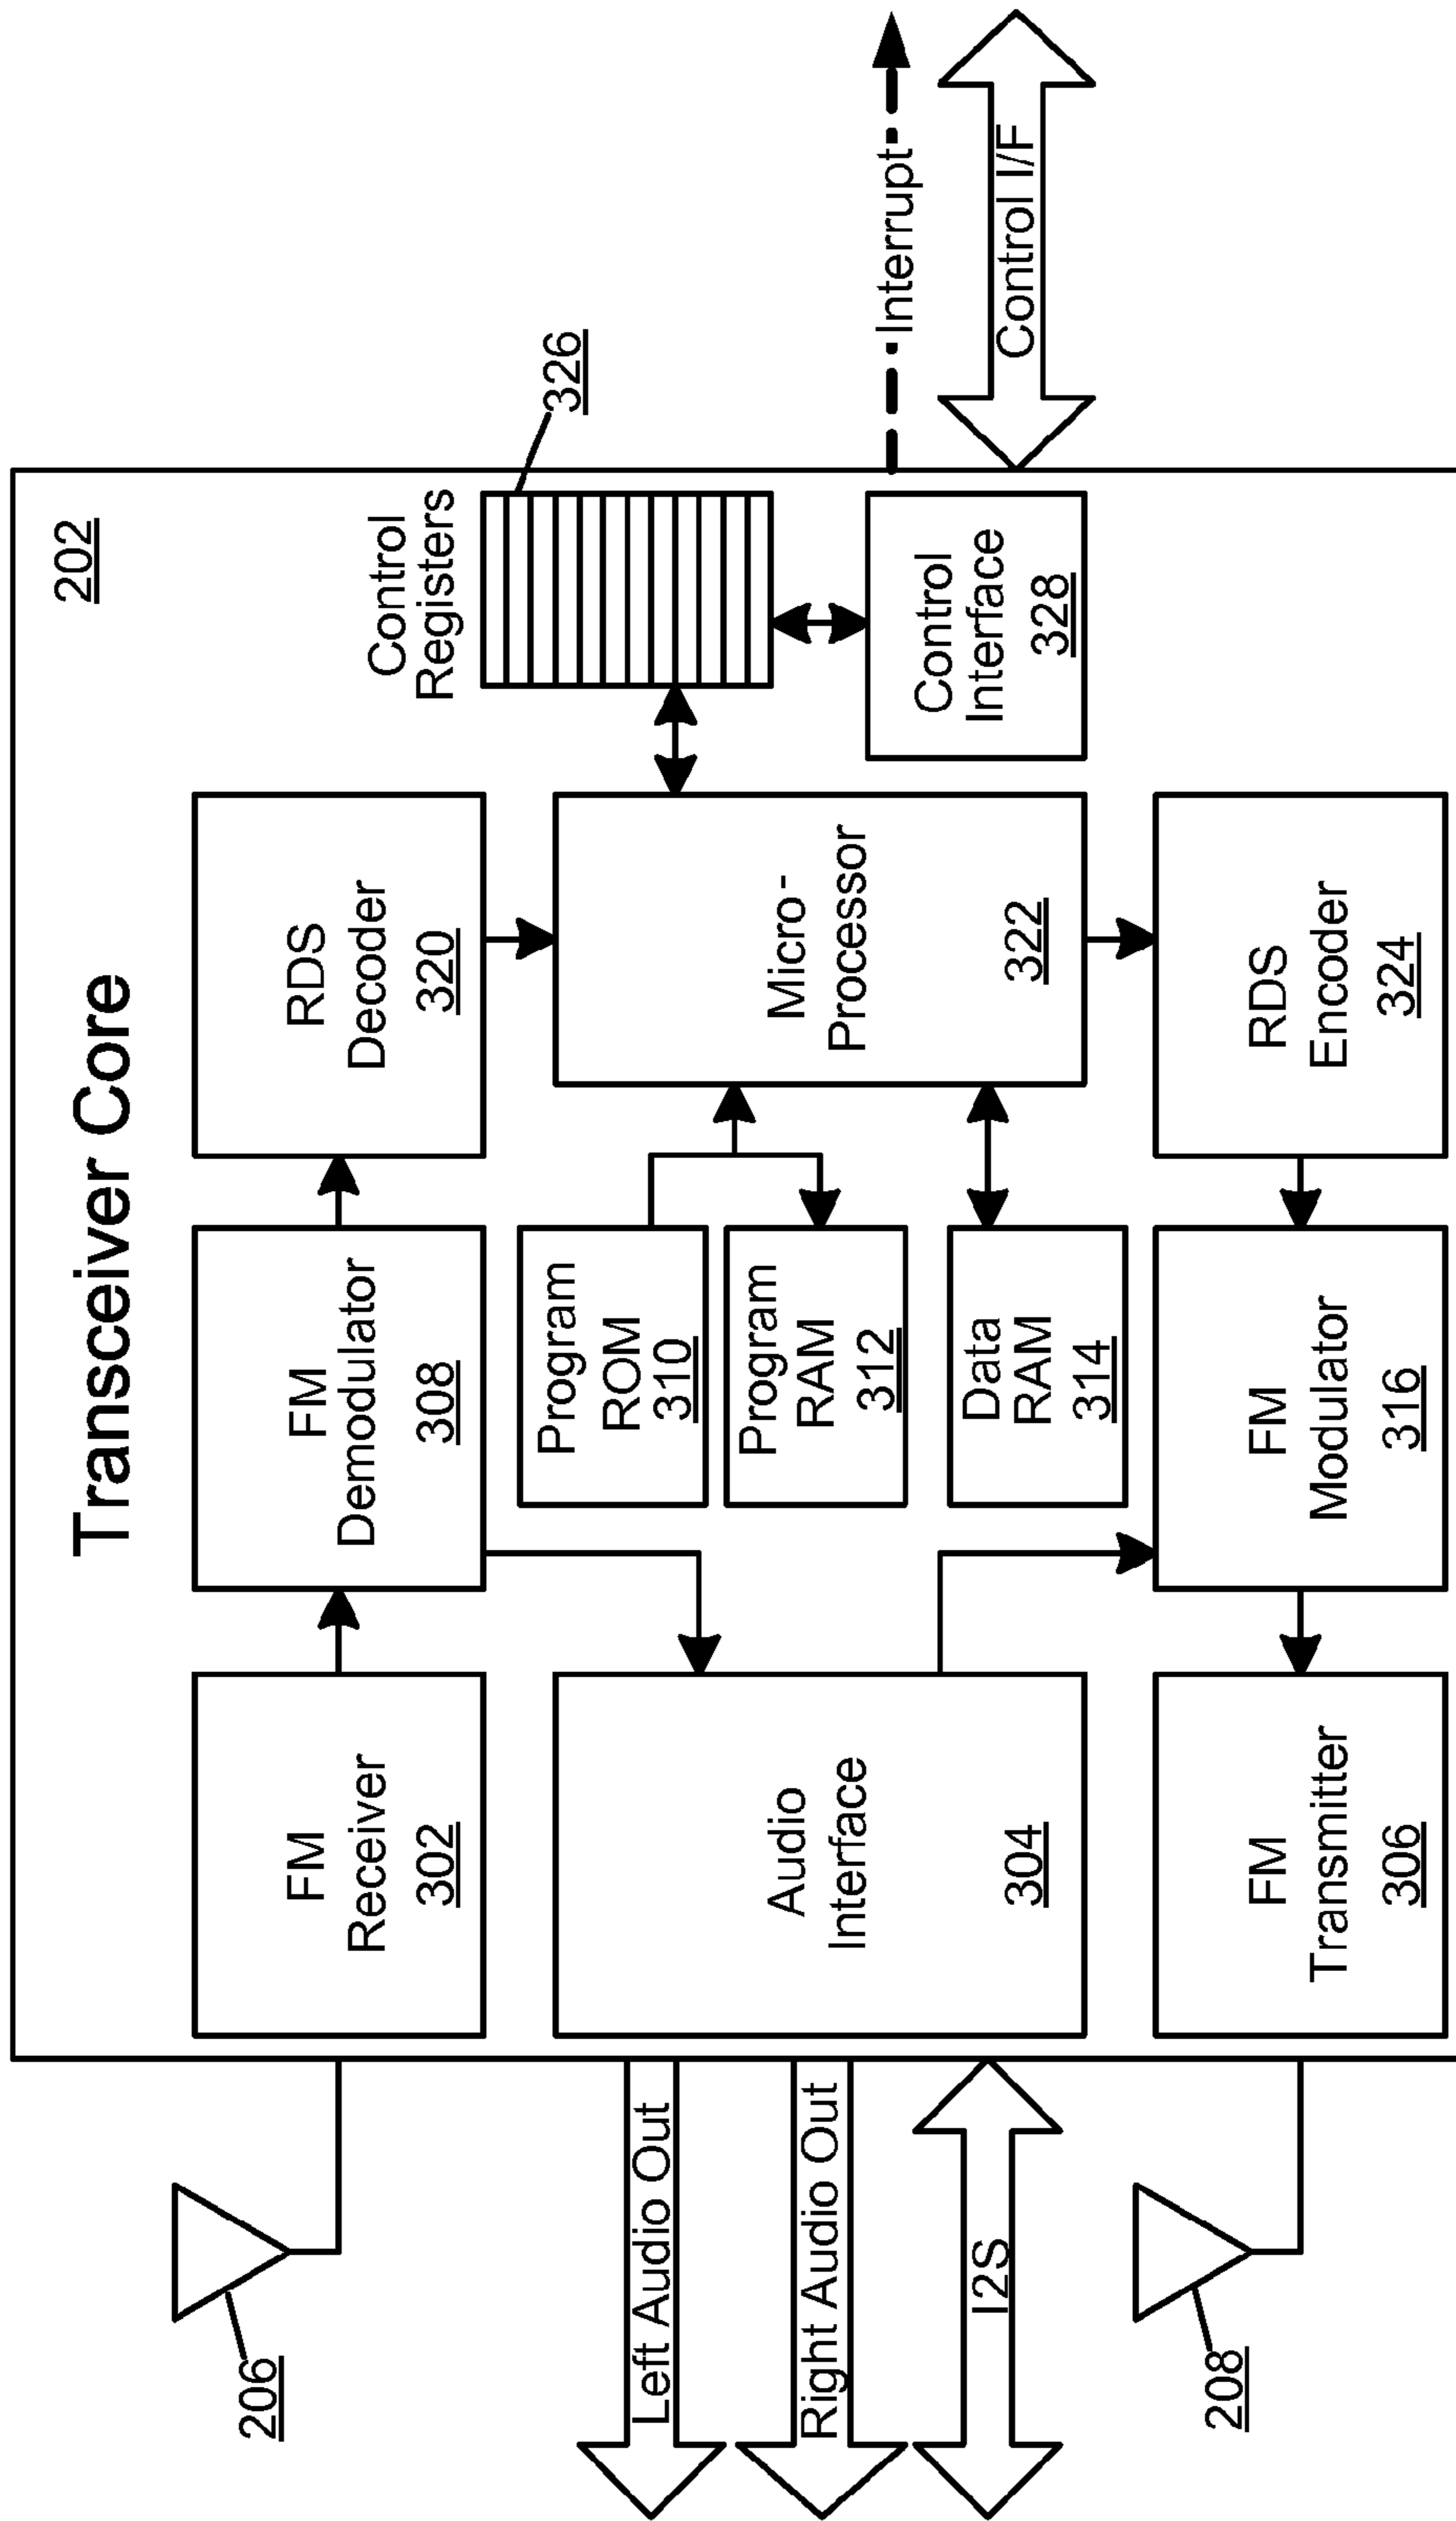 Transceiver Core
202
206
FM
Receiver
302
FM
Demodulator
308
RDS
Decoder
320
Control
Registers
326
Left Audio Out
Right Audio Out
I2S
Audio
Interface
304
Program
ROM
310
Program
RAM
312
Data
RAM
314
Micro-
Processor
322
Control
Interface
328
Interrupt
Control I/F
208
FM
Transmitter
306
FM
Modulator
316
RDS
Encoder
324